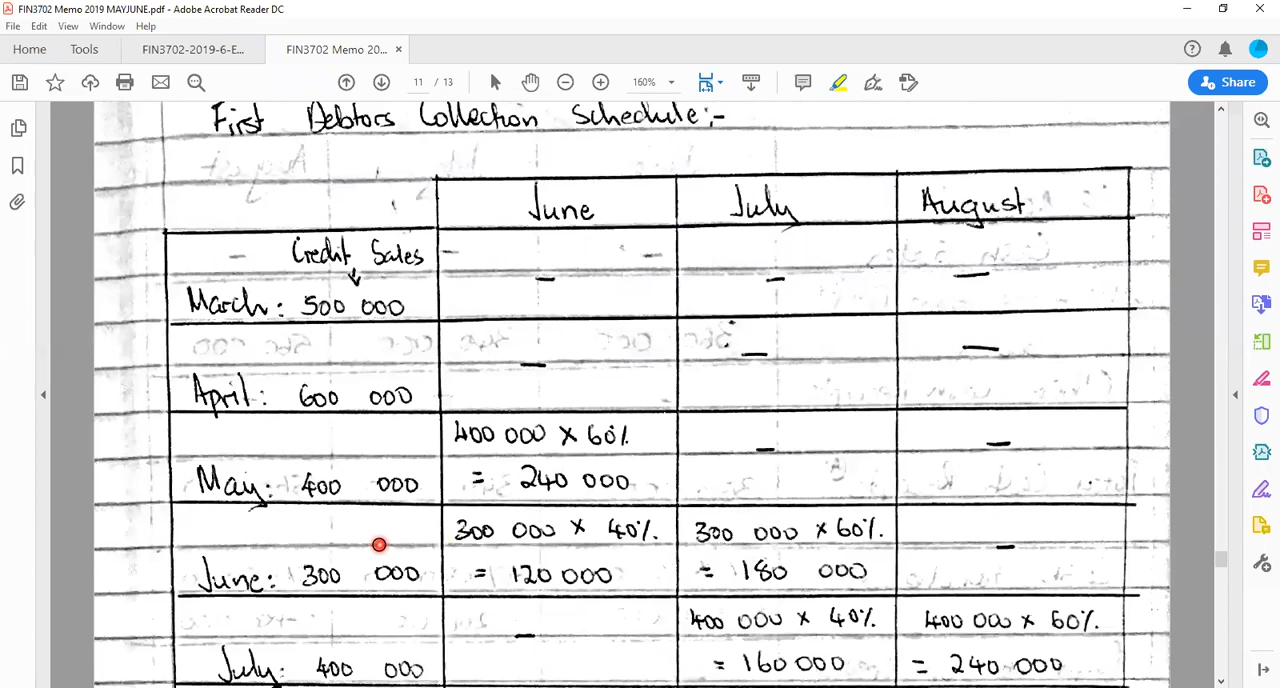 FIN3702 Memo 2019 MAYJUNE.pdf - Adobe Acrobat Reader DC
File Edit View Window Help
Home Tools FIN3702-2019-6-E... FIN3702 Memo 20... ×
11 / 13 160% Share
First Debtors Collection Schedule:-
June July August
- Credit Sales -
March: 500 000 - - -
April: 600 000 - - -
400 000 × 60% - -
May: 400 000 = 240 000
300 000 × 40% 300 000 × 60% -
June: 300 000 = 120 000 = 180 000
- 400 000 × 40% 400 000 × 60%
July: 400 000 = 160 000 = 240 000